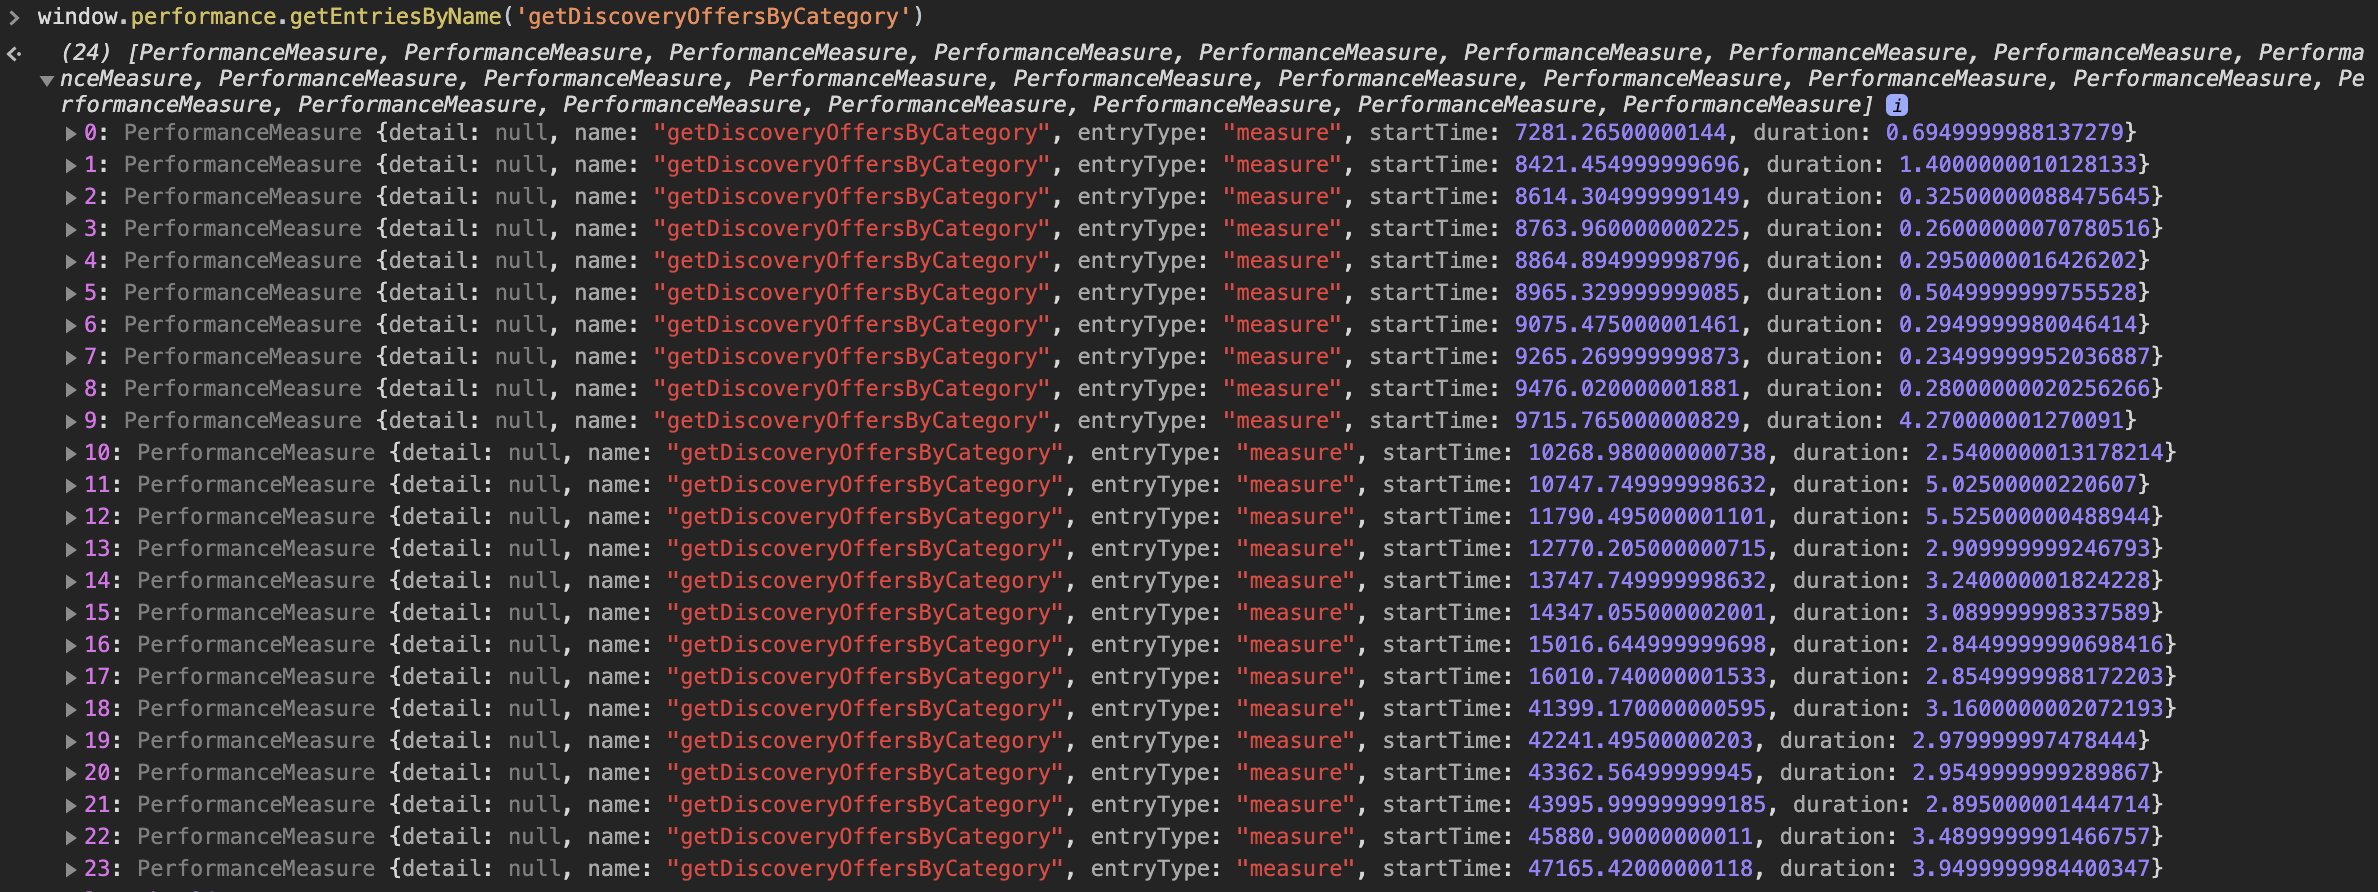 window.performance.getEntriesByName('getDiscoveryOffersByCategory')
(24) [PerformanceMeasure, PerformanceMeasure, PerformanceMeasure, PerformanceMeasure, PerformanceMeasure, PerformanceMeasure, PerformanceMeasure, PerformanceMeasure, Performa
nceMeasure, PerformanceMeasure, PerformanceMeasure, PerformanceMeasure, PerformanceMeasure, PerformanceMeasure, PerformanceMeasure, PerformanceMeasure, PerformanceMeasure, Pe
rformanceMeasure, PerformanceMeasure, PerformanceMeasure, PerformanceMeasure, PerformanceMeasure, PerformanceMeasure, PerformanceMeasure] i
0: PerformanceMeasure {detail: null, name: "getDiscoveryOffersByCategory", entryType: "measure", startTime: 7281.26500000144, duration: 0.6949999988137279}
1: PerformanceMeasure {detail: null, name: "getDiscoveryOffersByCategory", entryType: "measure", startTime: 8421.454999999696, duration: 1.4000000010128133}
2: PerformanceMeasure {detail: null, name: "getDiscoveryOffersByCategory", entryType: "measure", startTime: 8614.304999999149, duration: 0.32500000088475645}
3: PerformanceMeasure {detail: null, name: "getDiscoveryOffersByCategory", entryType: "measure", startTime: 8763.960000000225, duration: 0.26000000070780516}
4: PerformanceMeasure {detail: null, name: "getDiscoveryOffersByCategory", entryType: "measure", startTime: 8864.894999998796, duration: 0.2950000016426202}
5: PerformanceMeasure {detail: null, name: "getDiscoveryOffersByCategory", entryType: "measure", startTime: 8965.329999999085, duration: 0.5049999999755528}
6: PerformanceMeasure {detail: null, name: "getDiscoveryOffersByCategory", entryType: "measure", startTime: 9075.475000001461, duration: 0.2949999980046414}
7: PerformanceMeasure {detail: null, name: "getDiscoveryOffersByCategory", entryType: "measure", startTime: 9265.269999999873, duration: 0.23499999952036887}
8: PerformanceMeasure {detail: null, name: "getDiscoveryOffersByCategory", entryType: "measure", startTime: 9476.020000001881, duration: 0.28000000020256266}
9: PerformanceMeasure {detail: null, name: "getDiscoveryOffersByCategory", entryType: "measure", startTime: 9715.765000000829, duration: 4.270000001270091}
10: PerformanceMeasure {detail: null, name: "getDiscoveryOffersByCategory", entryType: "measure", startTime: 10268.980000000738, duration: 2.5400000013178214}
11: PerformanceMeasure {detail: null, name: "getDiscoveryOffersByCategory", entryType: "measure", startTime: 10747.749999998632, duration: 5.02500000220607}
12: PerformanceMeasure {detail: null, name: "getDiscoveryOffersByCategory", entryType: "measure", startTime: 11790.495000001101, duration: 5.525000000488944}
13: PerformanceMeasure {detail: null, name: "getDiscoveryOffersByCategory", entryType: "measure", startTime: 12770.205000000715, duration: 2.909999999246793}
14: PerformanceMeasure {detail: null, name: "getDiscoveryOffersByCategory", entryType: "measure", startTime: 13747.749999998632, duration: 3.240000001824228}
15: PerformanceMeasure {detail: null, name: "getDiscoveryOffersByCategory", entryType: "measure", startTime: 14347.055000002001, duration: 3.089999998337589}
16: PerformanceMeasure {detail: null, name: "getDiscoveryOffersByCategory", entryType: "measure", startTime: 15016.644999999698, duration: 2.8449999990698416}
17: PerformanceMeasure {detail: null, name: "getDiscoveryOffersByCategory", entryType: "measure", startTime: 16010.740000001533, duration: 2.8549999988172203}
18: PerformanceMeasure {detail: null, name: "getDiscoveryOffersByCategory", entryType: "measure", startTime: 41399.170000000595, duration: 3.1600000002072193}
19: PerformanceMeasure {detail: null, name: "getDiscoveryOffersByCategory", entryType: "measure", startTime: 42241.49500000203, duration: 2.979999997478444}
20: PerformanceMeasure {detail: null, name: "getDiscoveryOffersByCategory", entryType: "measure", startTime: 43362.56499999945, duration: 2.9549999999289867}
21: PerformanceMeasure {detail: null, name: "getDiscoveryOffersByCategory", entryType: "measure", startTime: 43995.999999999185, duration: 2.895000001444714}
22: PerformanceMeasure {detail: null, name: "getDiscoveryOffersByCategory", entryType: "measure", startTime: 45880.90000000011, duration: 3.4899999991466757}
23: PerformanceMeasure {detail: null, name: "getDiscoveryOffersByCategory", entryType: "measure", startTime: 47165.42000000118, duration: 3.9499999984400347}